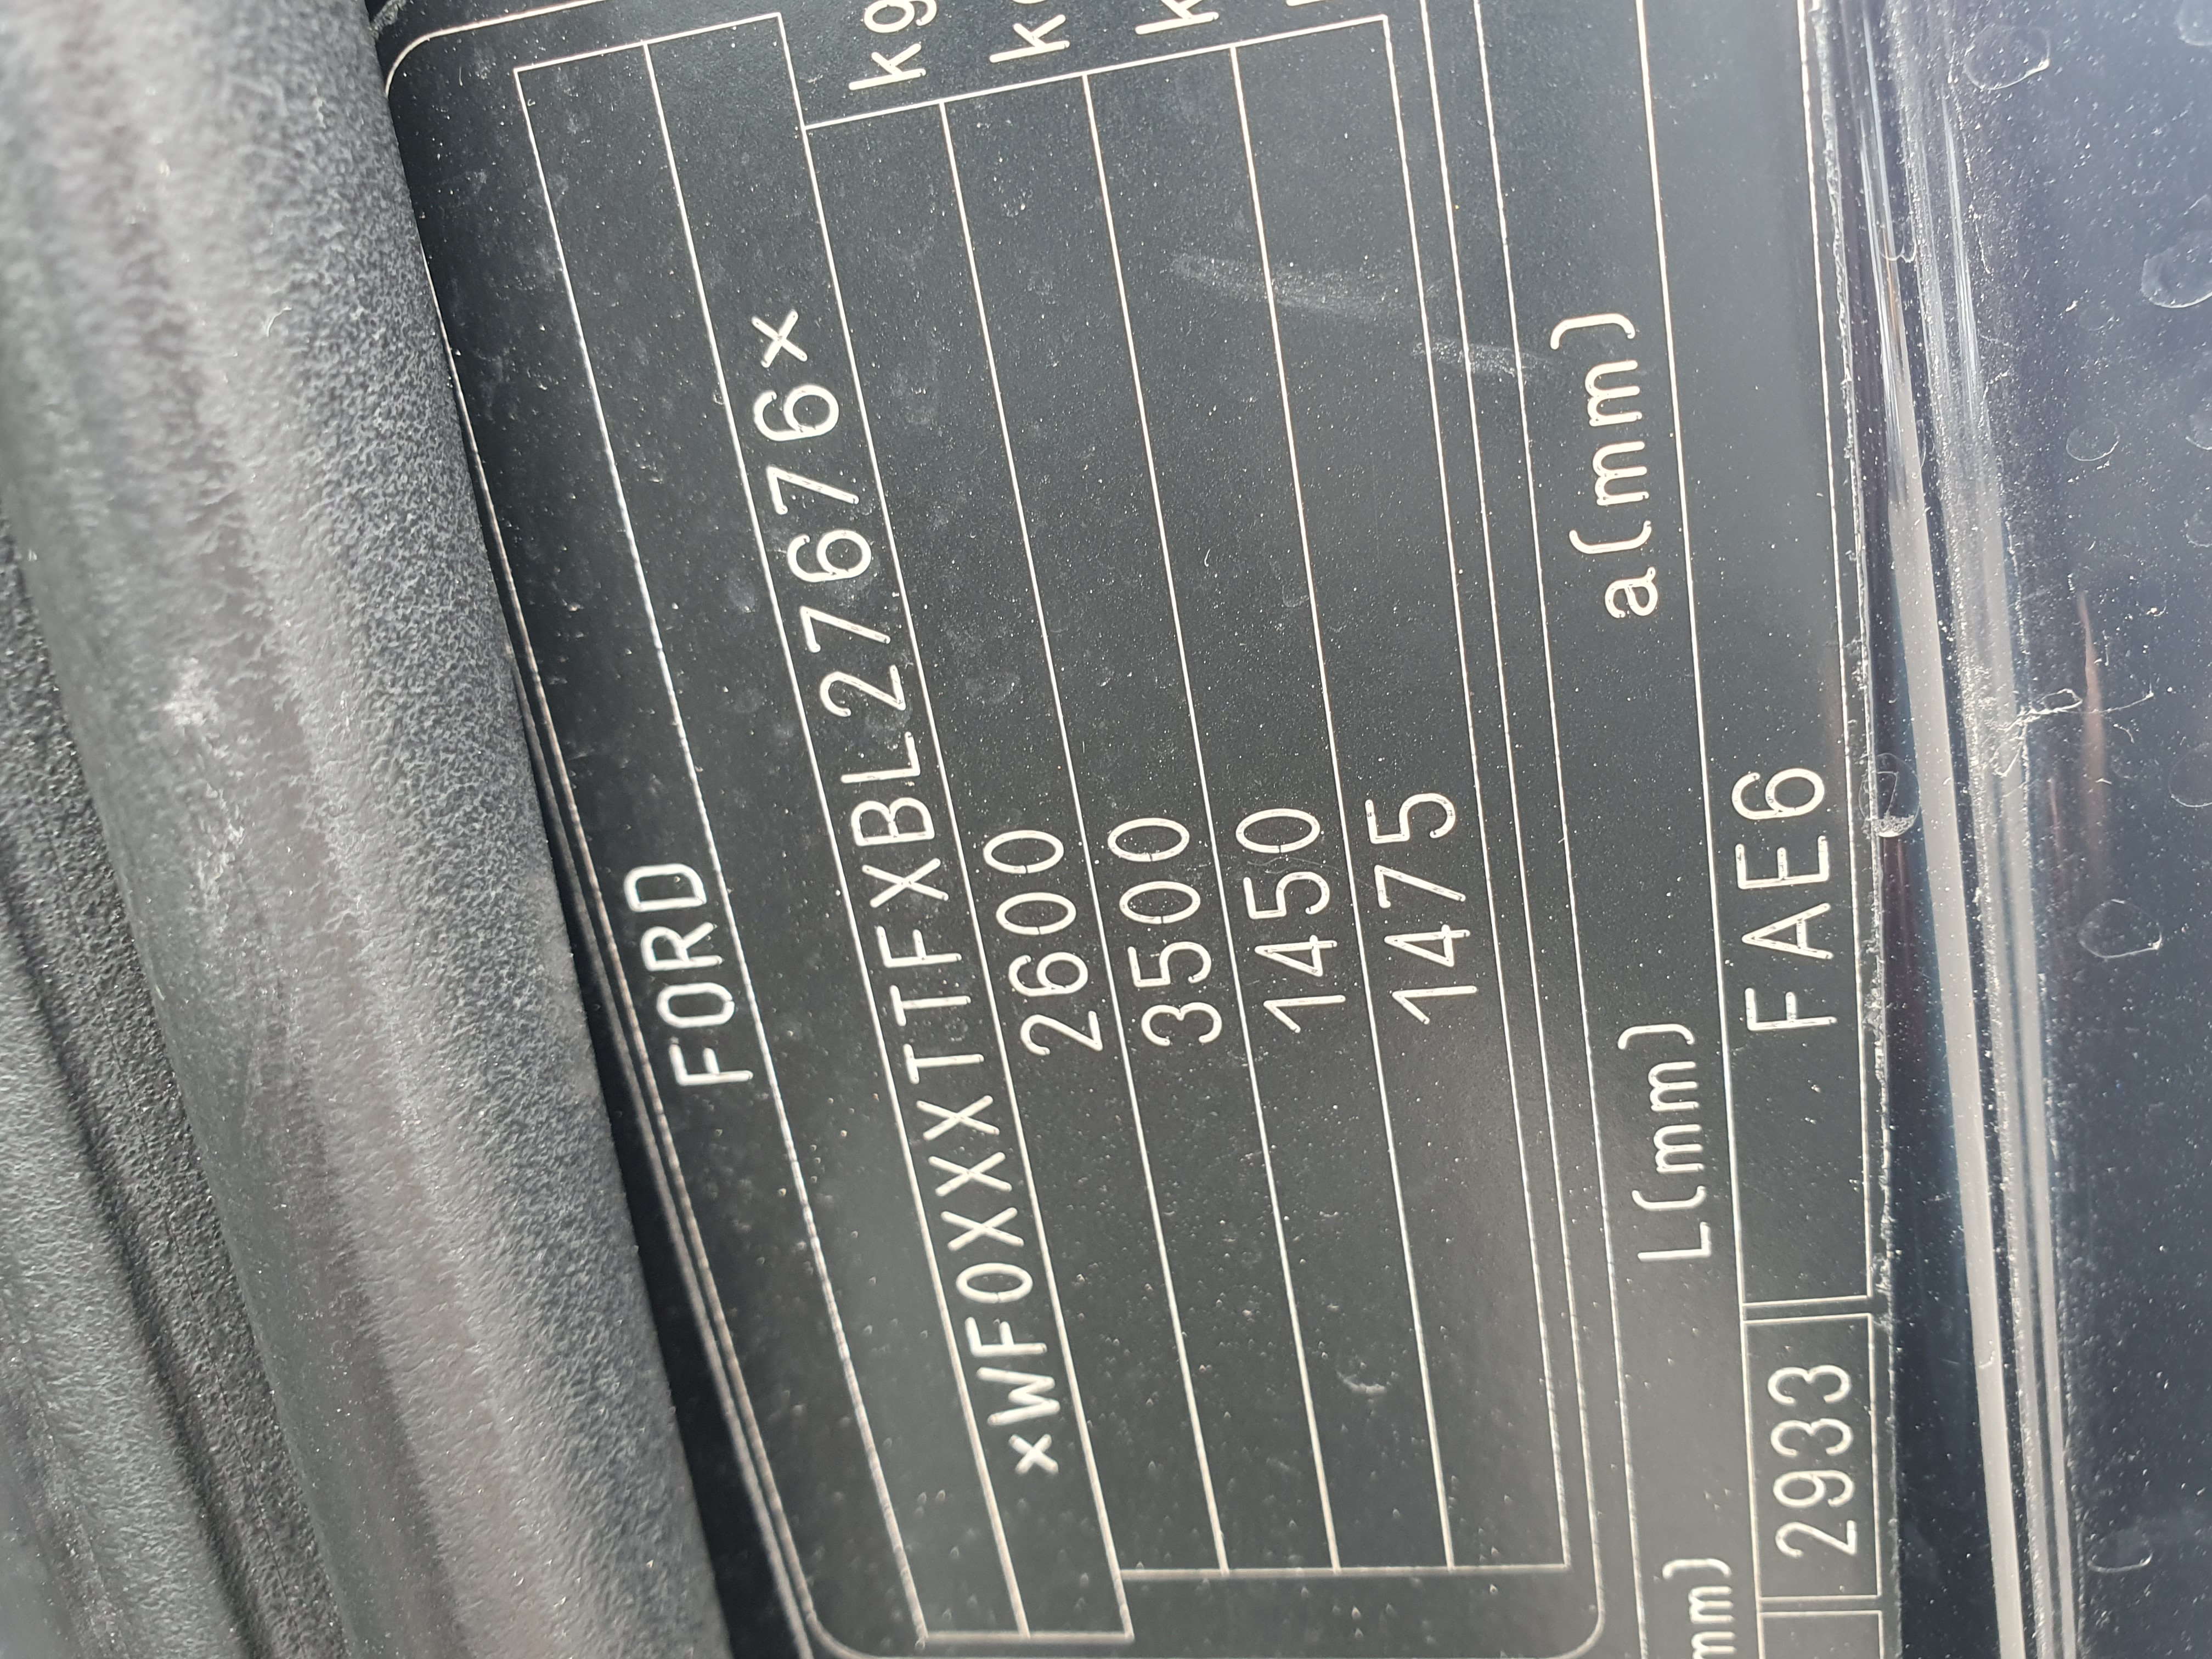 FORD
×WF0XXXTTFXBL27676×
2600 kg
3500
1450
1475
L(mm) a(mm)
2933 FAE6